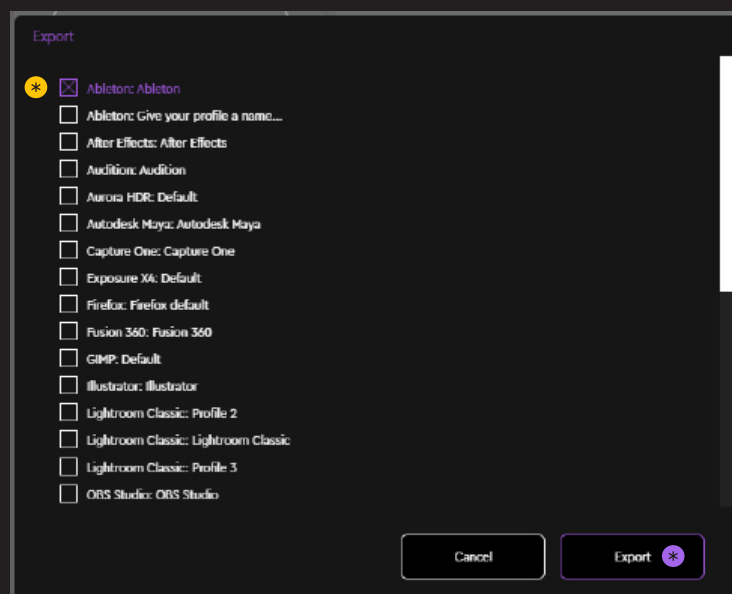 Export
Ableton: Ableton
Ableton: Give your profile a name...
After Effects: After Effects
Audition: Audition
Aurora HDR: Default
Autodesk Maya: Autodesk Maya
Capture One: Capture One
Exposure X4: Default
Firefox: Firefox default
Fusion 360: Fusion 360
GIMP: Default
Illustrator: Illustrator
Lightroom Classic: Profile 2
Lightroom Classic: Lightroom Classic
Lightroom Classic: Profile 3
OBS Studio: OBS Studio
Cancel
Export